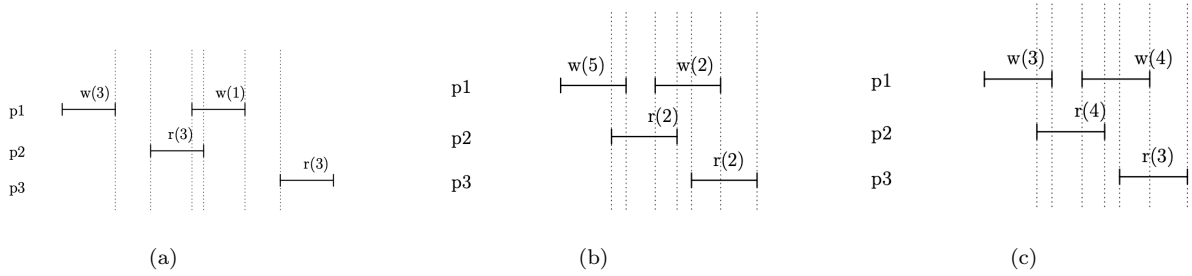 w(3) w(1)
p1
r(3)
p2
r(3)
p3
(a)
w(5) w(2)
p1
r(2)
p2
r(2)
p3
(b)
w(3) w(4)
p1
r(4)
p2
r(3)
p3
(c)